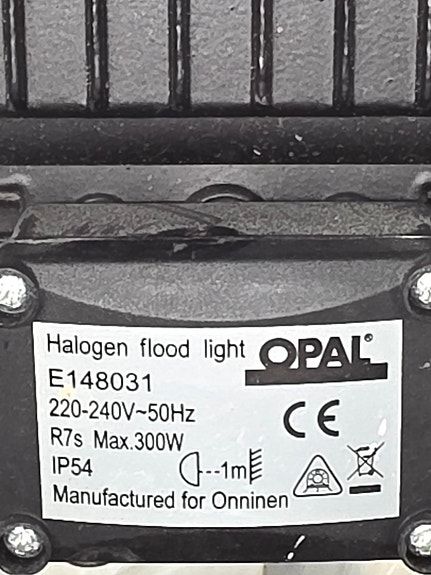 Halogen flood light OPAL®
E148031
220-240V~50Hz
CE
R7s Max.300W
IP54 --1m
Manufactured for Onninen